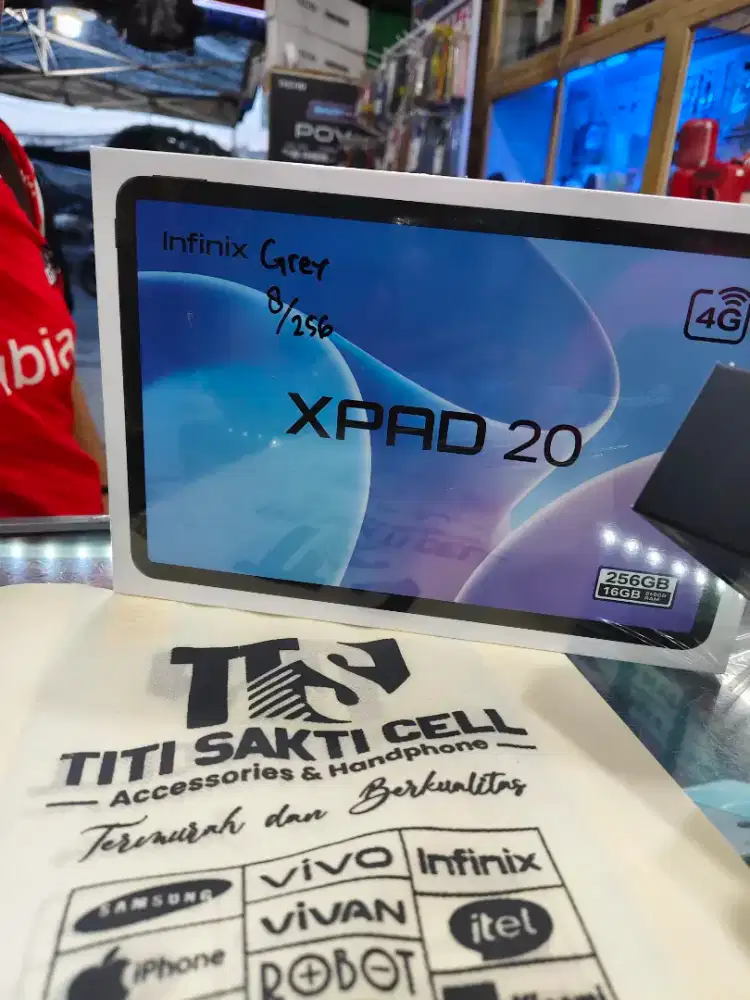 POV
Infinix Grey
8/256
4G
XPAD 20
256GB
16GB
bia
TTS
TITI SAKTI CELL
Accessories & Handphone
Termurah dan Berkualitas
SAMSUNG
vivo
Infinix
ViVAN
itel
iPhone
ROBOT